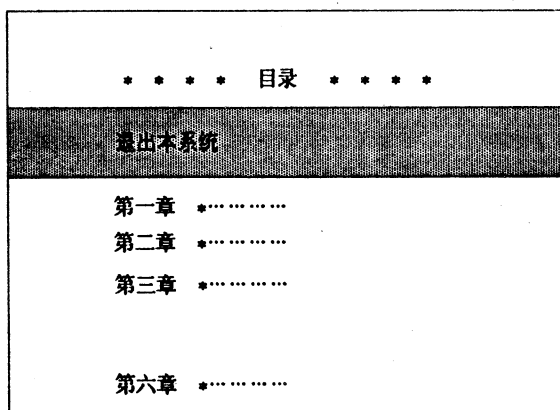 * * * * 目录 * * * *
退出本系统
第一章 *…………
第二章 *…………
第三章 *…………
第六章 *…………